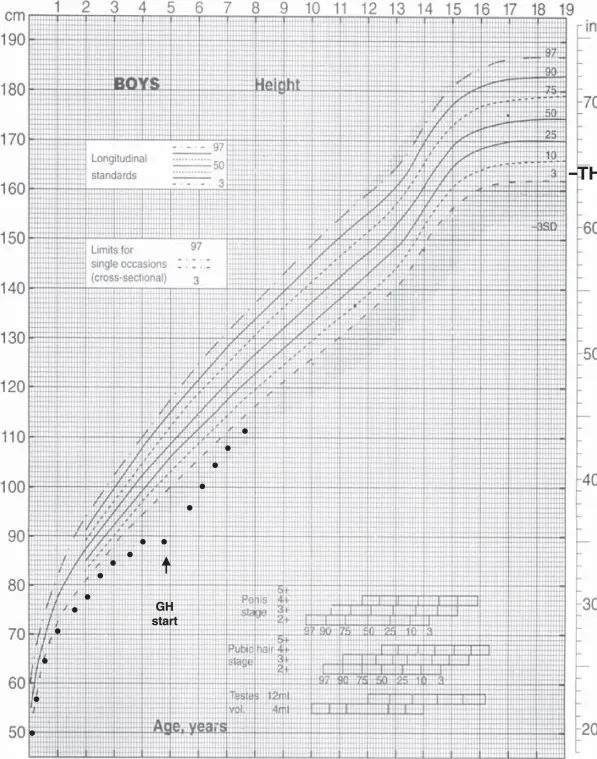 cm 1 2 3 4 5 6 7 8 9 10 11 12 13 14 15 16 17 18 19
in
190
97
BOYS Height
90
180
75
70
50
170
97
25
Longitudinal
50
10
standards
160
3
3
TH
-3SD
60
150
Limits for 97
single occasions
(cross-sectional) 3
140
130
50
120
110
40
100
90
80
GH
start
Penis 5+
4+
stage 3+
2+
30
97 90 75 50 25 10 3
70
5+
Pubic hair 4+
stage 3+
2+
97 90 75 50 25 10 3
60
Testes 12ml
vol. 4ml
Age, years
50
20